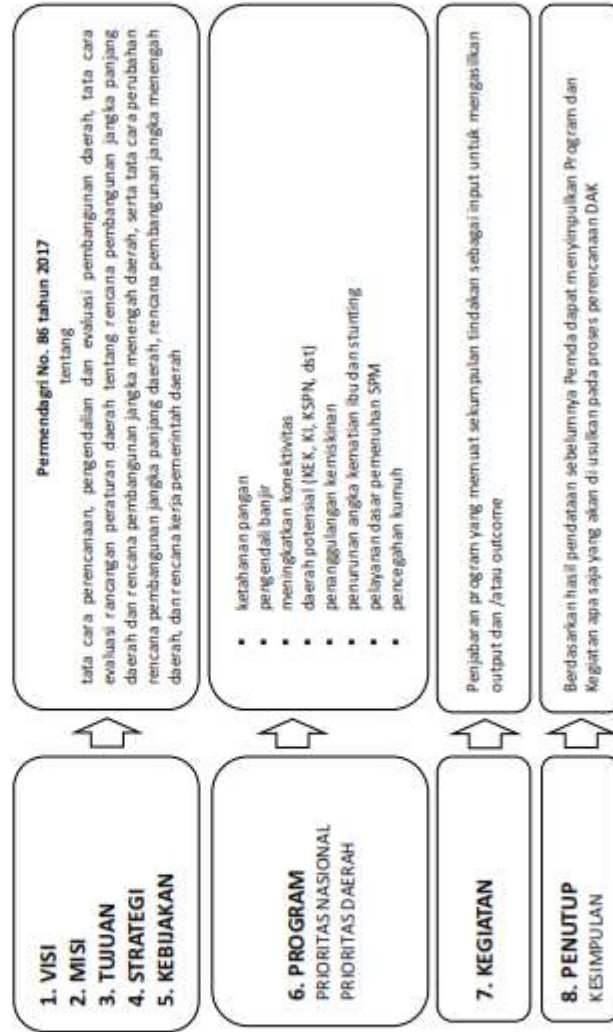 1. VISI
2. MISI
3. TUJUAN
4. STRATEGI
5. KEBIJAKAN
Permendagri No. 86 tahun 2017
tentang
tata cara perencanaan, pengendalian dan evaluasi pembangunan daerah, tata cara
evaluasi rancangan peraturan daerah tentang rencana pembangunan jangka panjang
daerah dan rencana pembangunan jangka menengah daerah, serta tata cara perubahan
rencana pembangunan jangka panjang daerah, rencana pembangunan jangka menengah
daerah, dan rencana kerja pemerintah daerah
6. PROGRAM
PRIORITAS NASIONAL
PRIORITAS DAERAH
▪ ketahanan pangan
▪ pengendali banjir
▪ meningkatkan konektivitas
▪ daerah potensial (KEK, KI, KSPN, dst)
▪ penanggulangan kemiskinan
▪ penurunan angka kematian ibu dan stunting
▪ pelayanan dasar pemenuhan SPM
▪ pencegahan kumuh
7. KEGIATAN
Penjabaran program yang memuat sekumpulan tindakan sebagai input untuk mengasilkan
output dan /atau outcome
8. PENUTUP
KESIMPULAN
Berdasarkan hasil pendataan sebelumnya Pemda dapat menyimpulkan Program dan
Kegiatan apa saja yang akan di usulkan pada proses perencanaan DAK